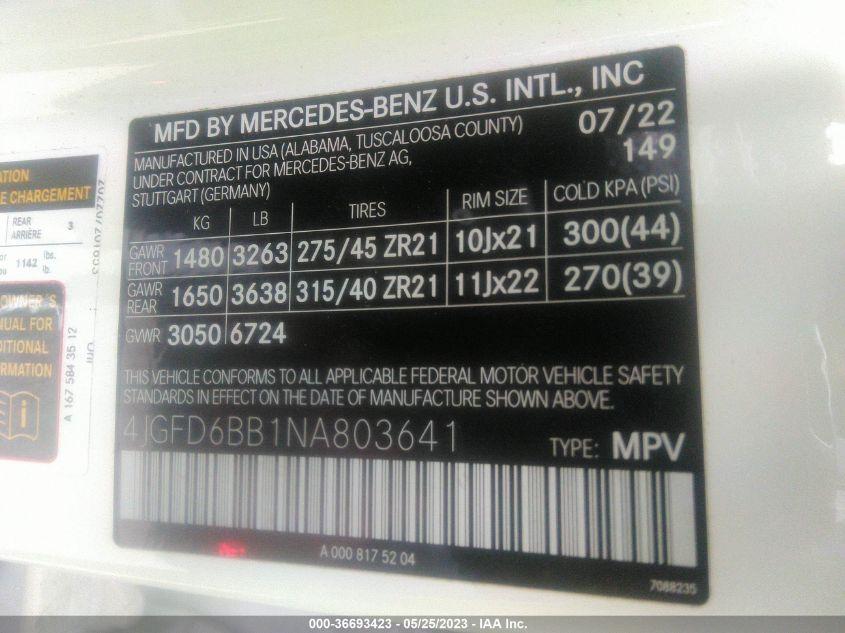 MFD BY MERCEDES-BENZ U.S. INTL., INC
MANUFACTURED IN USA (ALABAMA, TUSCALOOSA COUNTY) 07/22
UNDER CONTRACT FOR MERCEDES-BENZ AG, 149
STUTTGART (GERMANY)
KG LB TIRES RIM SIZE COLD KPA (PSI)
GAWR FRONT 1480 3263 275/45 ZR21 10Jx21 300(44)
GAWR REAR 1650 3638 315/40 ZR21 11Jx22 270(39)
GVWR 3050 6724
THIS VEHICLE CONFORMS TO ALL APPLICABLE FEDERAL MOTOR VEHICLE SAFETY
STANDARDS IN EFFECT ON THE DATE OF MANUFACTURE SHOWN ABOVE.
4JGFD6BB1NA803641 TYPE: MPV
A 000 817 52 04
7088235
CHARGEMENT
REAR
ARRIÈRE 3
1142 lbs.
lb.
OWNER'S
FOR
A 167 584 35 12
000-36693423 - 05/25/2023 - IAA Inc.